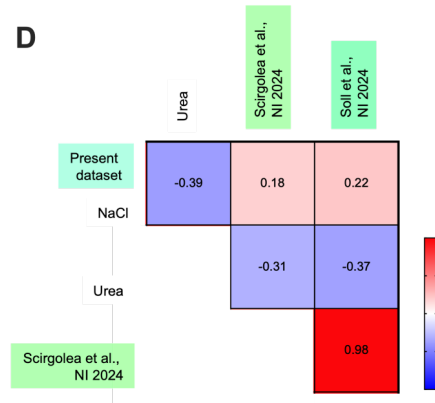 D
Urea
Scirgolea et al.,
NI 2024
Soll et al.,
NI 2024
Present
dataset
-0.39
0.18
0.22
NaCl
-0.31
-0.37
Urea
0.98
Scirgolea et al.,
NI 2024